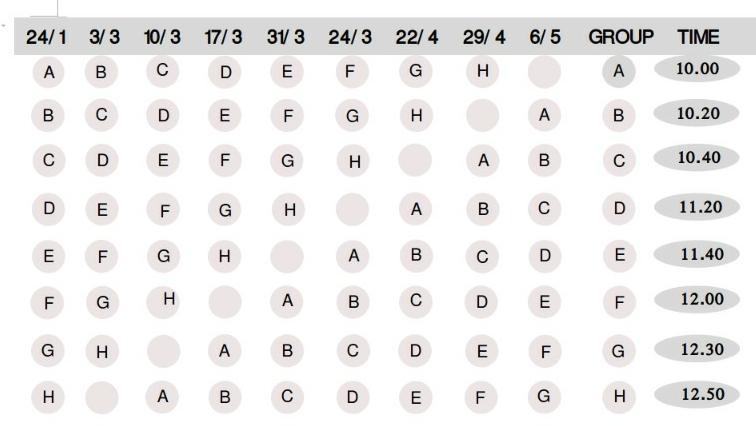 24/1 3/3 10/3 17/3 31/3 24/3 22/4 29/4 6/5 GROUP TIME
A B C D E F G H A 10.00
B C D E F G H A B 10.20
C D E F G H A B C 10.40
D E F G H A B C D 11.20
E F G H A B C D E 11.40
F G H A B C D E F 12.00
G H A B C D E F G 12.30
H A B C D E F G H 12.50